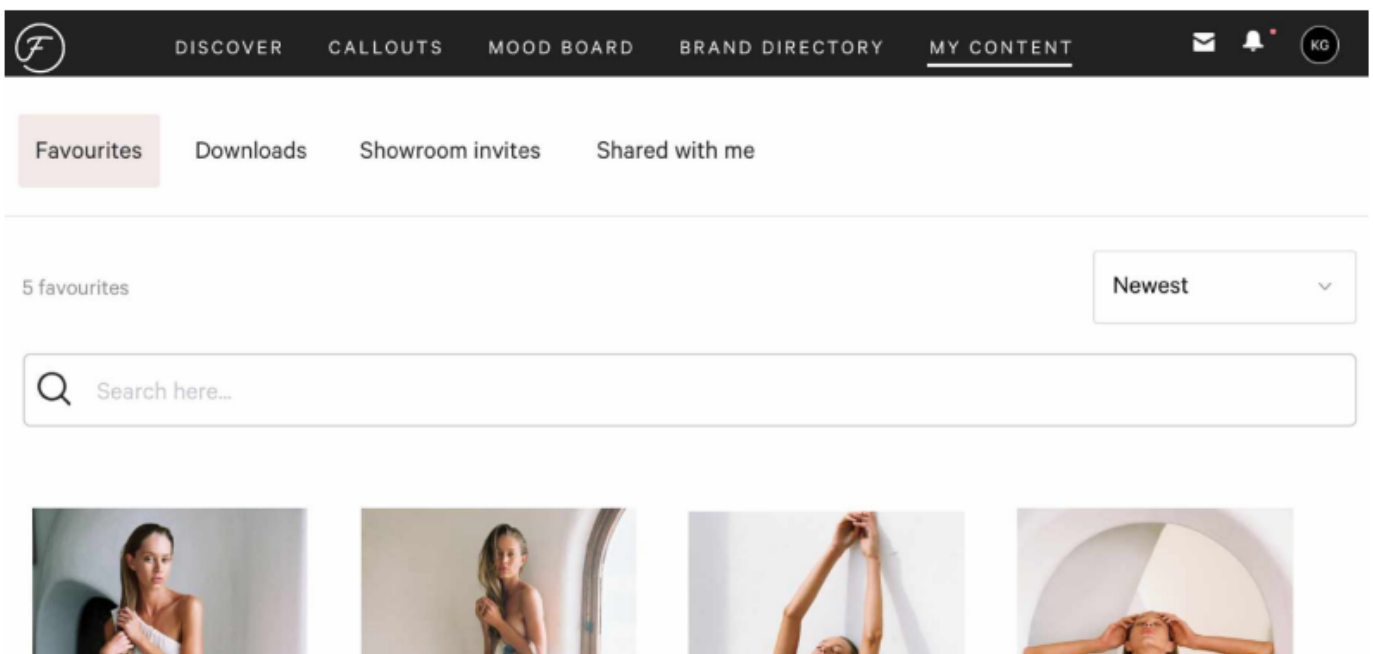 F DISCOVER CALLOUTS MOOD BOARD BRAND DIRECTORY MY CONTENT KG
Favourites Downloads Showroom invites Shared with me
5 favourites Newest
Search here...